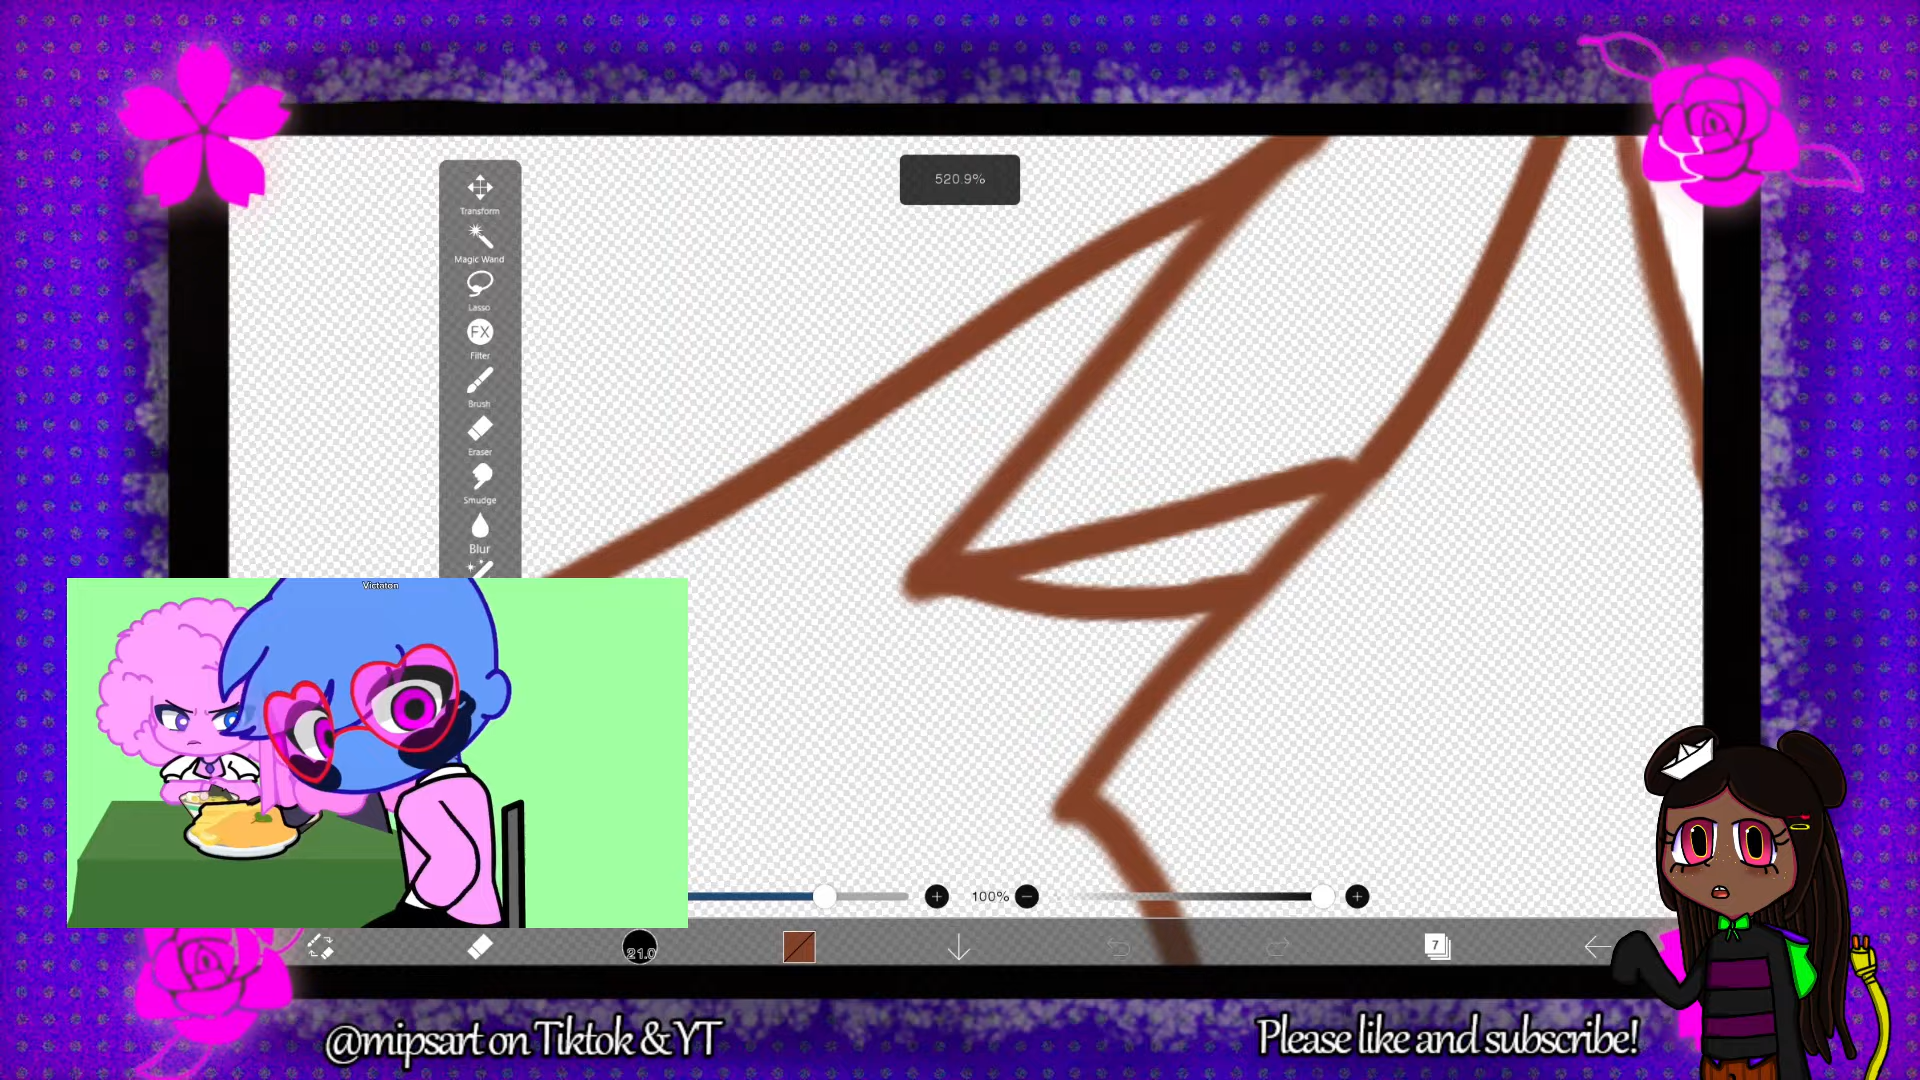 520.9%
Transform
Magic Wand
Lasso
FX
Filter
Brush
Eraser
Smudge
Blur
Victaton
100%
21.0
7
@mipsart on Tiktok & YT
Please like and subscribe!